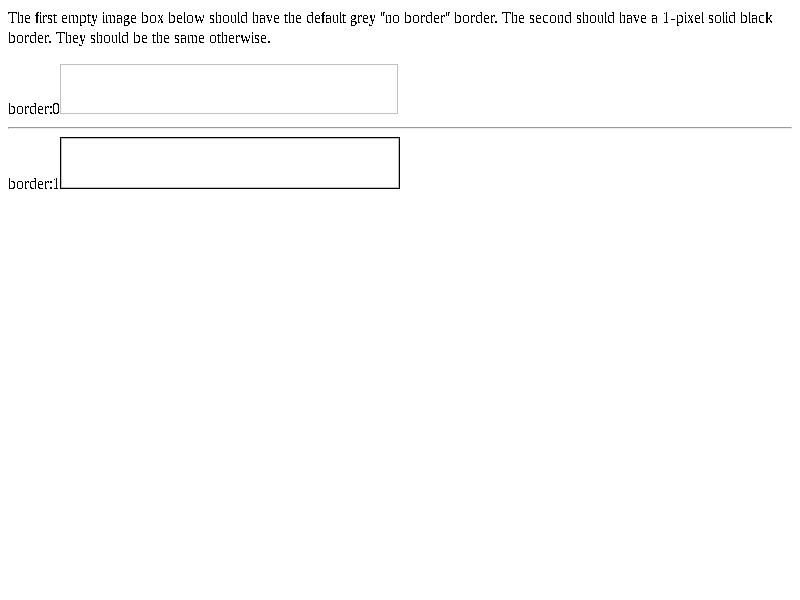 The first empty image box below should have the default grey "no border" border. The second should have a 1-pixel solid black
border. They should be the same otherwise.
border:0
border:1